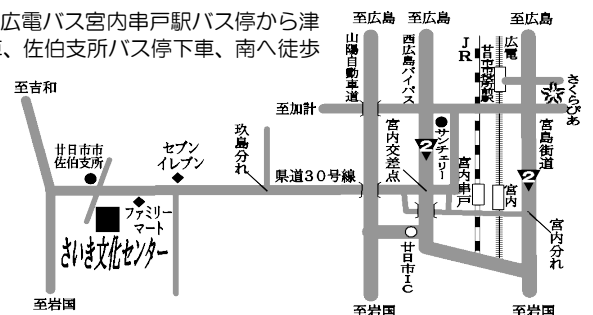 広電バス宮内串戸駅バス停から津
、佐伯支所バス停下車、南へ徒歩
至広島
至広島
至広島
山陽自動車道
西広島バイパス
JR
廿日市市役所前駅
広電
さくらぴあ
至吉和
至加計
宮島街道
廿日市市
佐伯支所
セブン
イレブン
玖島分れ
宮内交差点
2
サンチェリー
宮内串戸
宮内
2
県道30号線
ファミリー
マート
さいき文化センター
廿日市IC
宮内分れ
至岩国
至岩国
至岩国